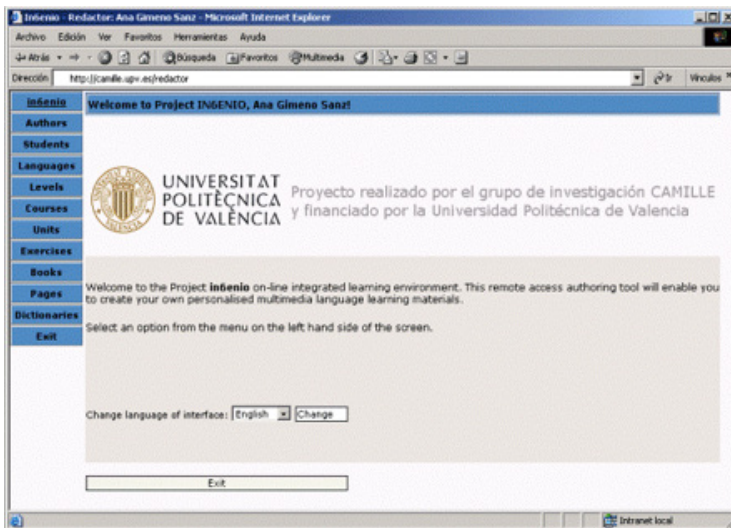 In6enio - Redactor: Ana Gimeno Sanz - Microsoft Internet Explorer
Archivo Edición Ver Favoritos Herramientas Ayuda
Atrás Búsqueda Favoritos Multimedia
Dirección http://camille.upv.es/redactor Ir Vínculos
in6enio
Welcome to Project IN6ENIO, Ana Gimeno Sanz!
Authors
Students
Languages
Levels
Courses
Units
Exercises
Books
Pages
Dictionaries
Exit
UNIVERSITAT
POLITÈCNICA
DE VALÈNCIA
Proyecto realizado por el grupo de investigación CAMILLE
y financiado por la Universidad Politécnica de Valencia
Welcome to the Project in6enio on-line integrated learning environment. This remote access authoring tool will enable you
to create your own personalised multimedia language learning materials.
Select an option from the menu on the left hand side of the screen.
Change language of interface: English Change
Exit
Intranet local